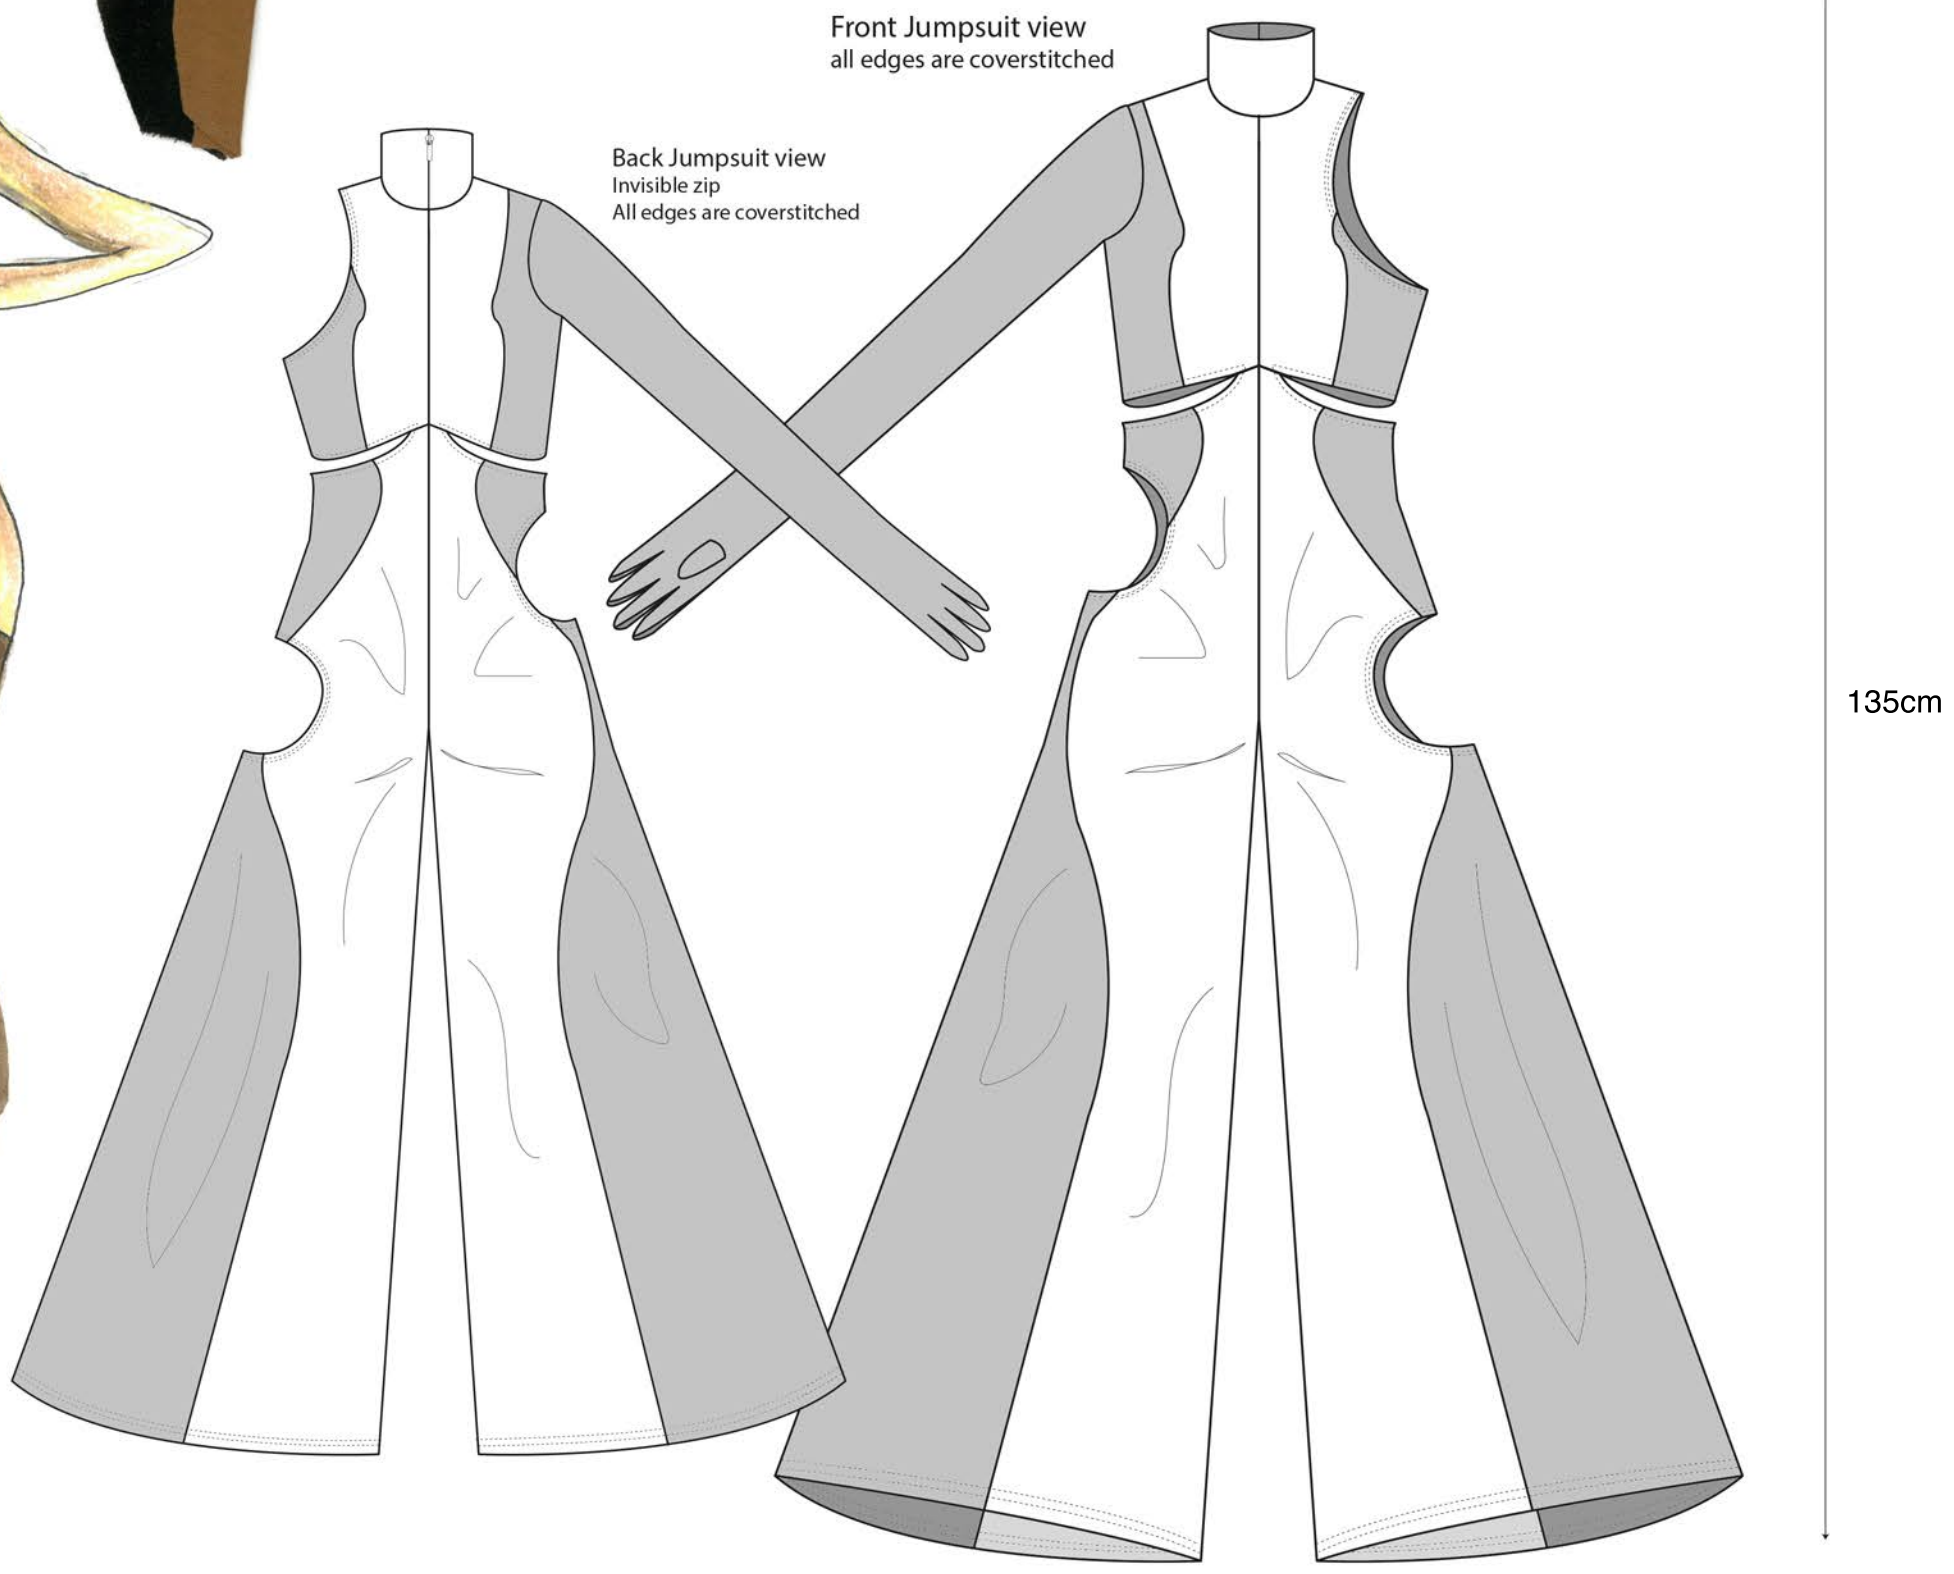 Front Jumpsuit view
all edges are coverstitched
Back Jumpsuit view
Invisible zip
All edges are coverstitched
135cm